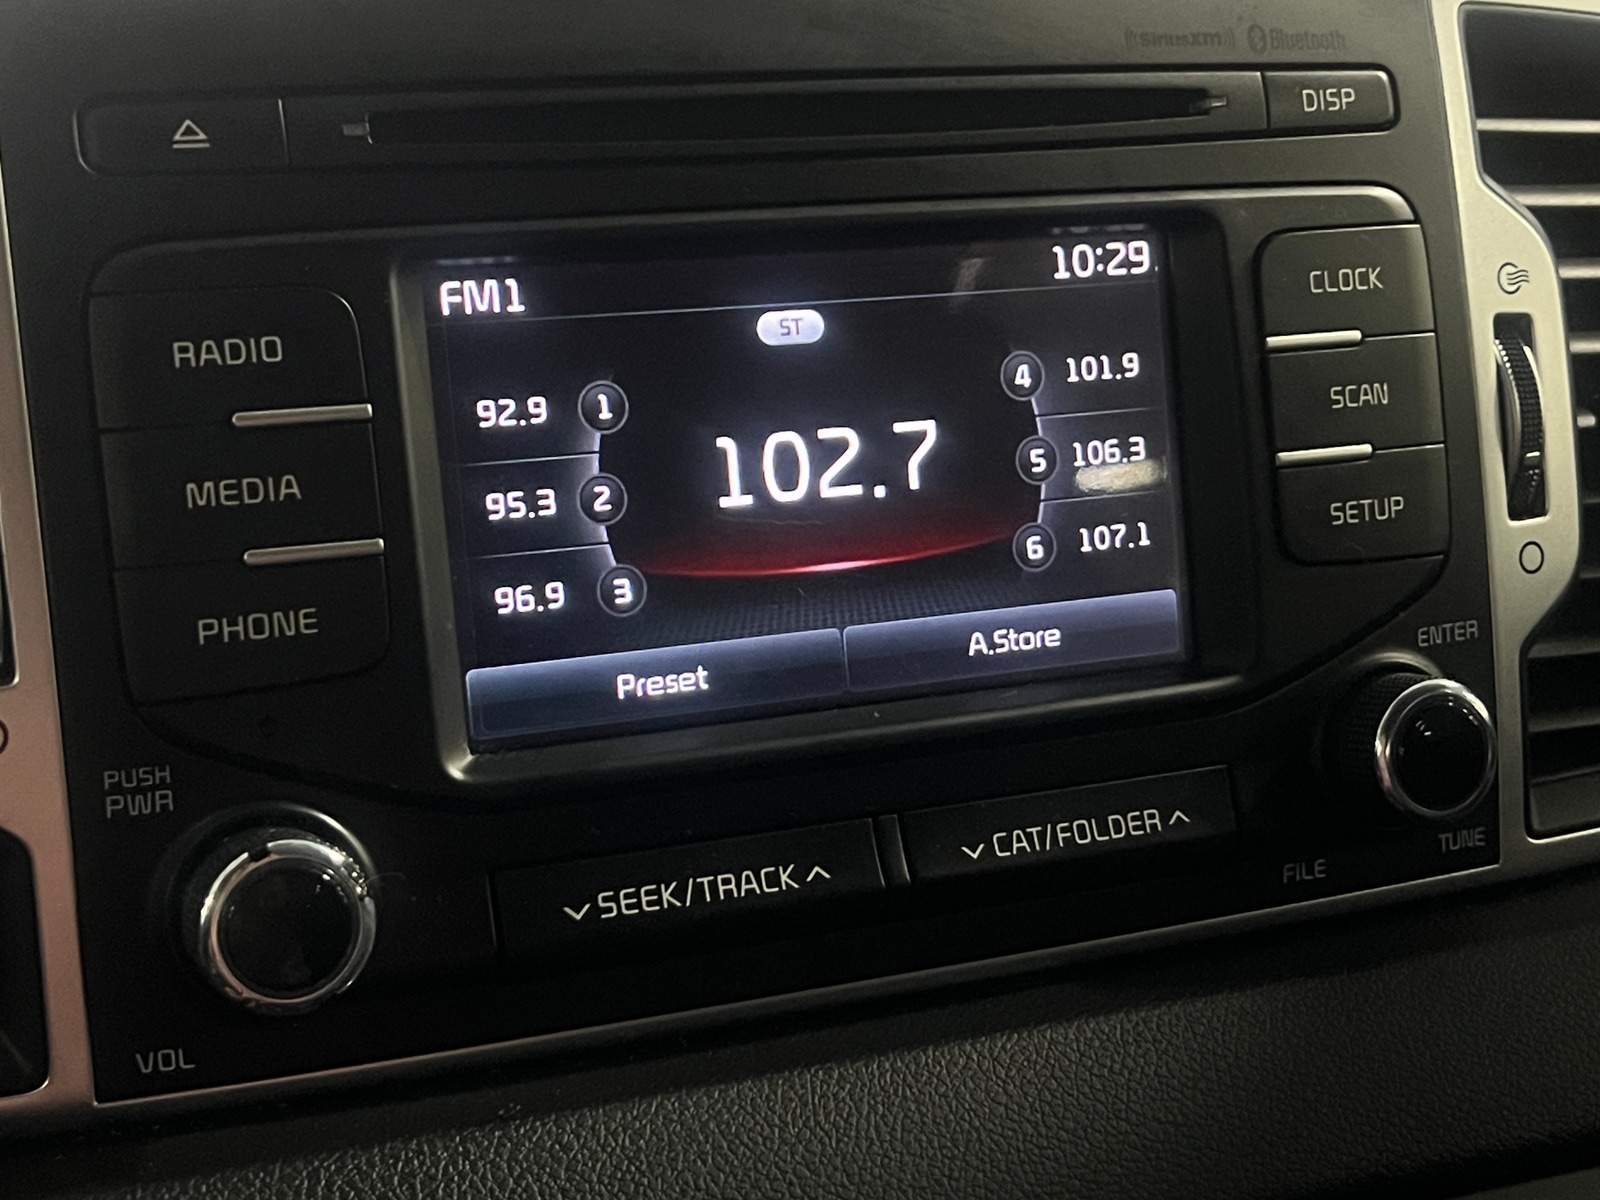 ((siriusxm)) Bluetooth
DISP
RADIO
MEDIA
PHONE
FM1
10:29
ST
92.9 1
95.3 2
96.9 3
102.7
4 101.9
5 106.3
6 107.1
Preset
A.Store
CLOCK
SCAN
SETUP
PUSH
PWR
VOL
SEEK/TRACK
CAT/FOLDER
ENTER
TUNE
FILE